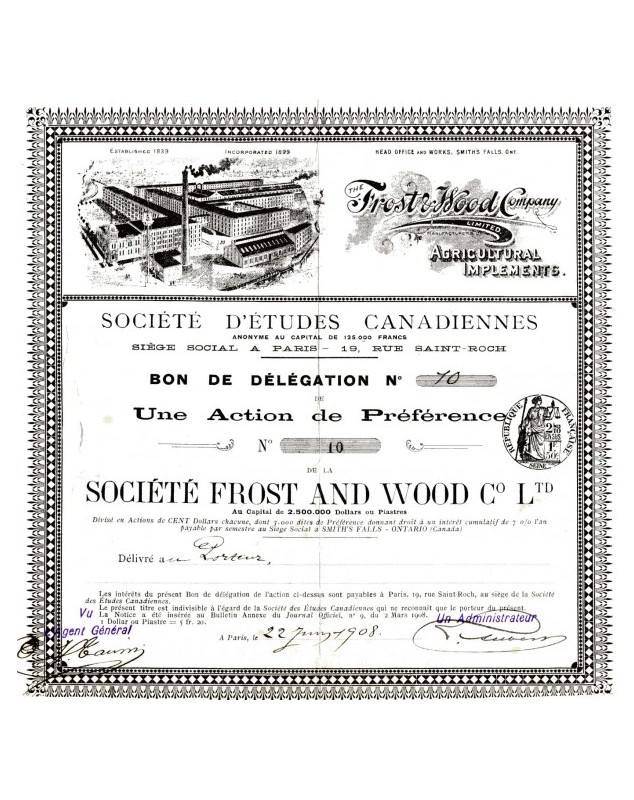 ESTABLISHED 1839
INCORPORATED 1899
HEAD OFFICE AND WORKS, SMITH'S FALLS, ONT.
THE Frost & Wood Company
LIMITED
MANUFACTURERS OF
AGRICULTURAL
IMPLEMENTS.
SOCIÉTÉ D'ÉTUDES CANADIENNES
ANONYME AU CAPITAL DE 125.000 FRANCS
SIÈGE SOCIAL A PARIS - 19, RUE SAINT-ROCH
BON DE DÉLÉGATION N° 10
DE
Une Action de Préférence
RÉPUBLIQUE FRANÇAISE
SEINE
N° 10
DE LA
SOCIÉTÉ FROST AND WOOD C° LTD
Au Capital de 2.500.000 Dollars ou Piastres
Divisé en Actions de CENT Dollars chacune, dont 3.000 dites de Préférence donnant droit à un intérêt cumulatif de 7 0/0 l'an
payable par semestre au Siège Social à SMITH'S FALLS - ONTARIO (Canada)
Délivré au Porteur,
Les intérêts du présent Bon de délégation de l'action ci-dessus sont payables à Paris, 19, rue Saint-Roch, au siège de la Société
des Études Canadiennes.
Le présent titre est indivisible à l'égard de la Société des Études Canadiennes qui ne reconnaît que le porteur du présent.
La Notice a été insérée au Bulletin Annexe du Journal Officiel, n° 9, du 2 Mars 1908.
1 Dollar ou Piastre = 5 fr. 20.
Vu
Agent Général
Un Administrateur
A Paris, le 22 Juin 1908.